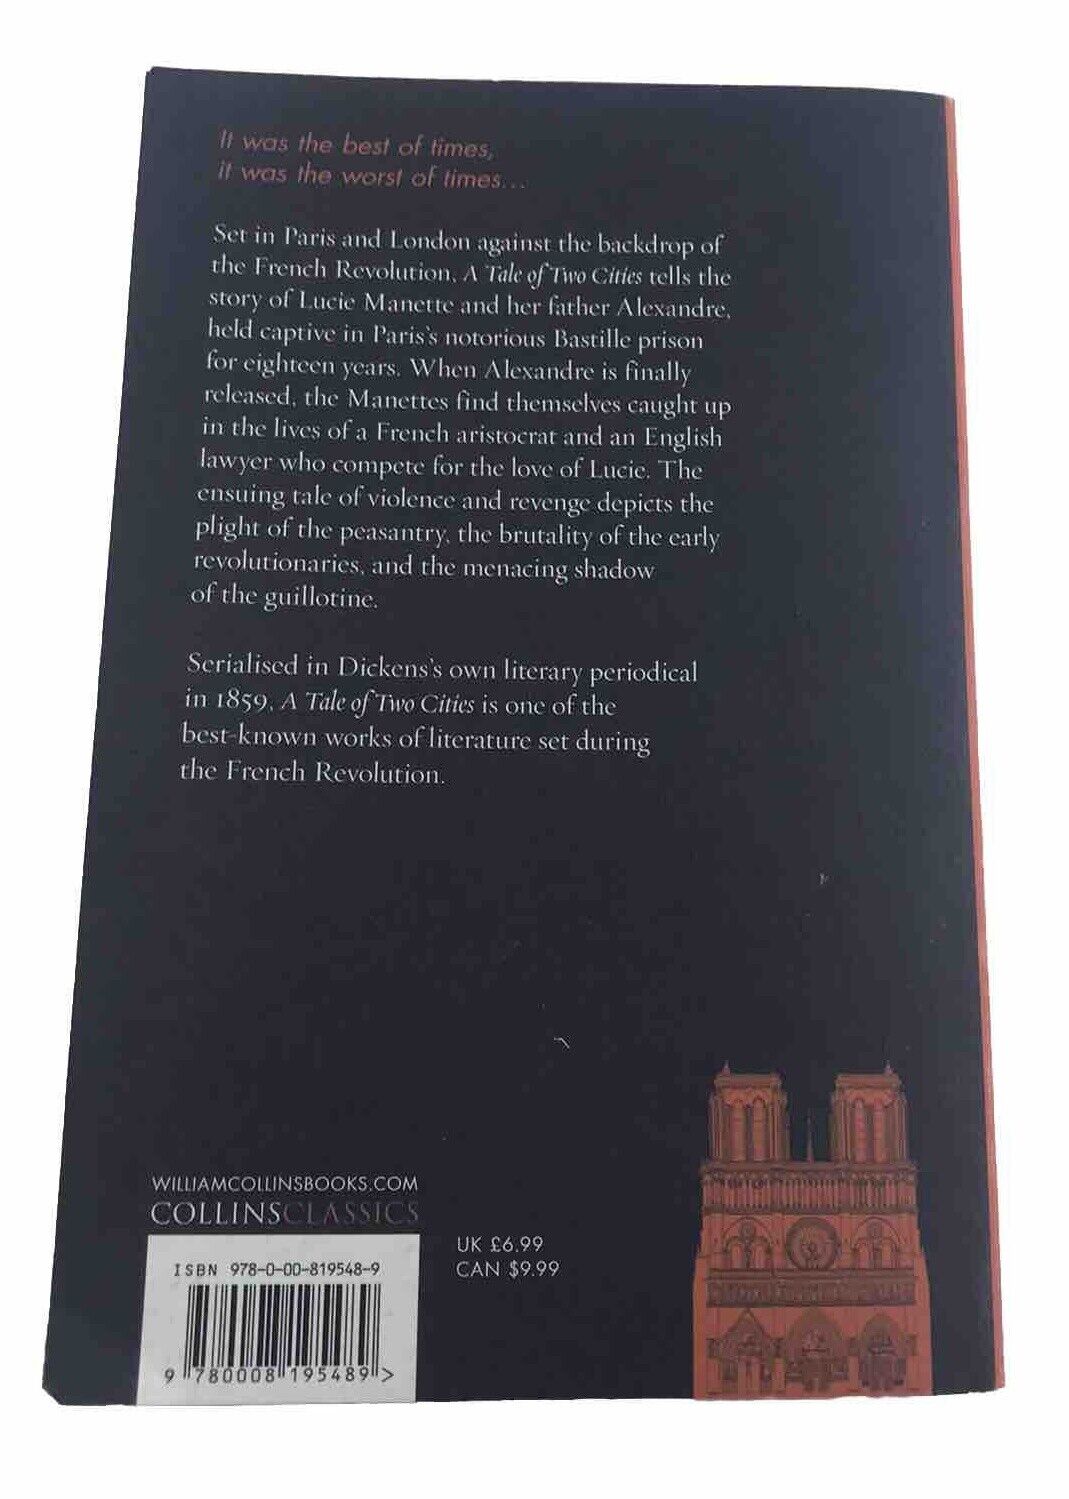 It was the best of times,
it was the worst of times...
Set in Paris and London against the backdrop of
the French Revolution, A Tale of Two Cities tells the
story of Lucie Manette and her father Alexandre,
held captive in Paris's notorious Bastille prison
for eighteen years. When Alexandre is finally
released, the Manettes find themselves caught up
in the lives of a French aristocrat and an English
lawyer who compete for the love of Lucie. The
ensuing tale of violence and revenge depicts the
plight of the peasantry, the brutality of the early
revolutionaries, and the menacing shadow
of the guillotine.
Serialised in Dickens's own literary periodical
in 1859, A Tale of Two Cities is one of the
best-known works of literature set during
the French Revolution.
WILLIAMCOLLINSBOOKS.COM
COLLINSCLASSICS
UK £6.99
CAN $9.99
ISBN 978-0-00-819548-9
9 780008 195489 >